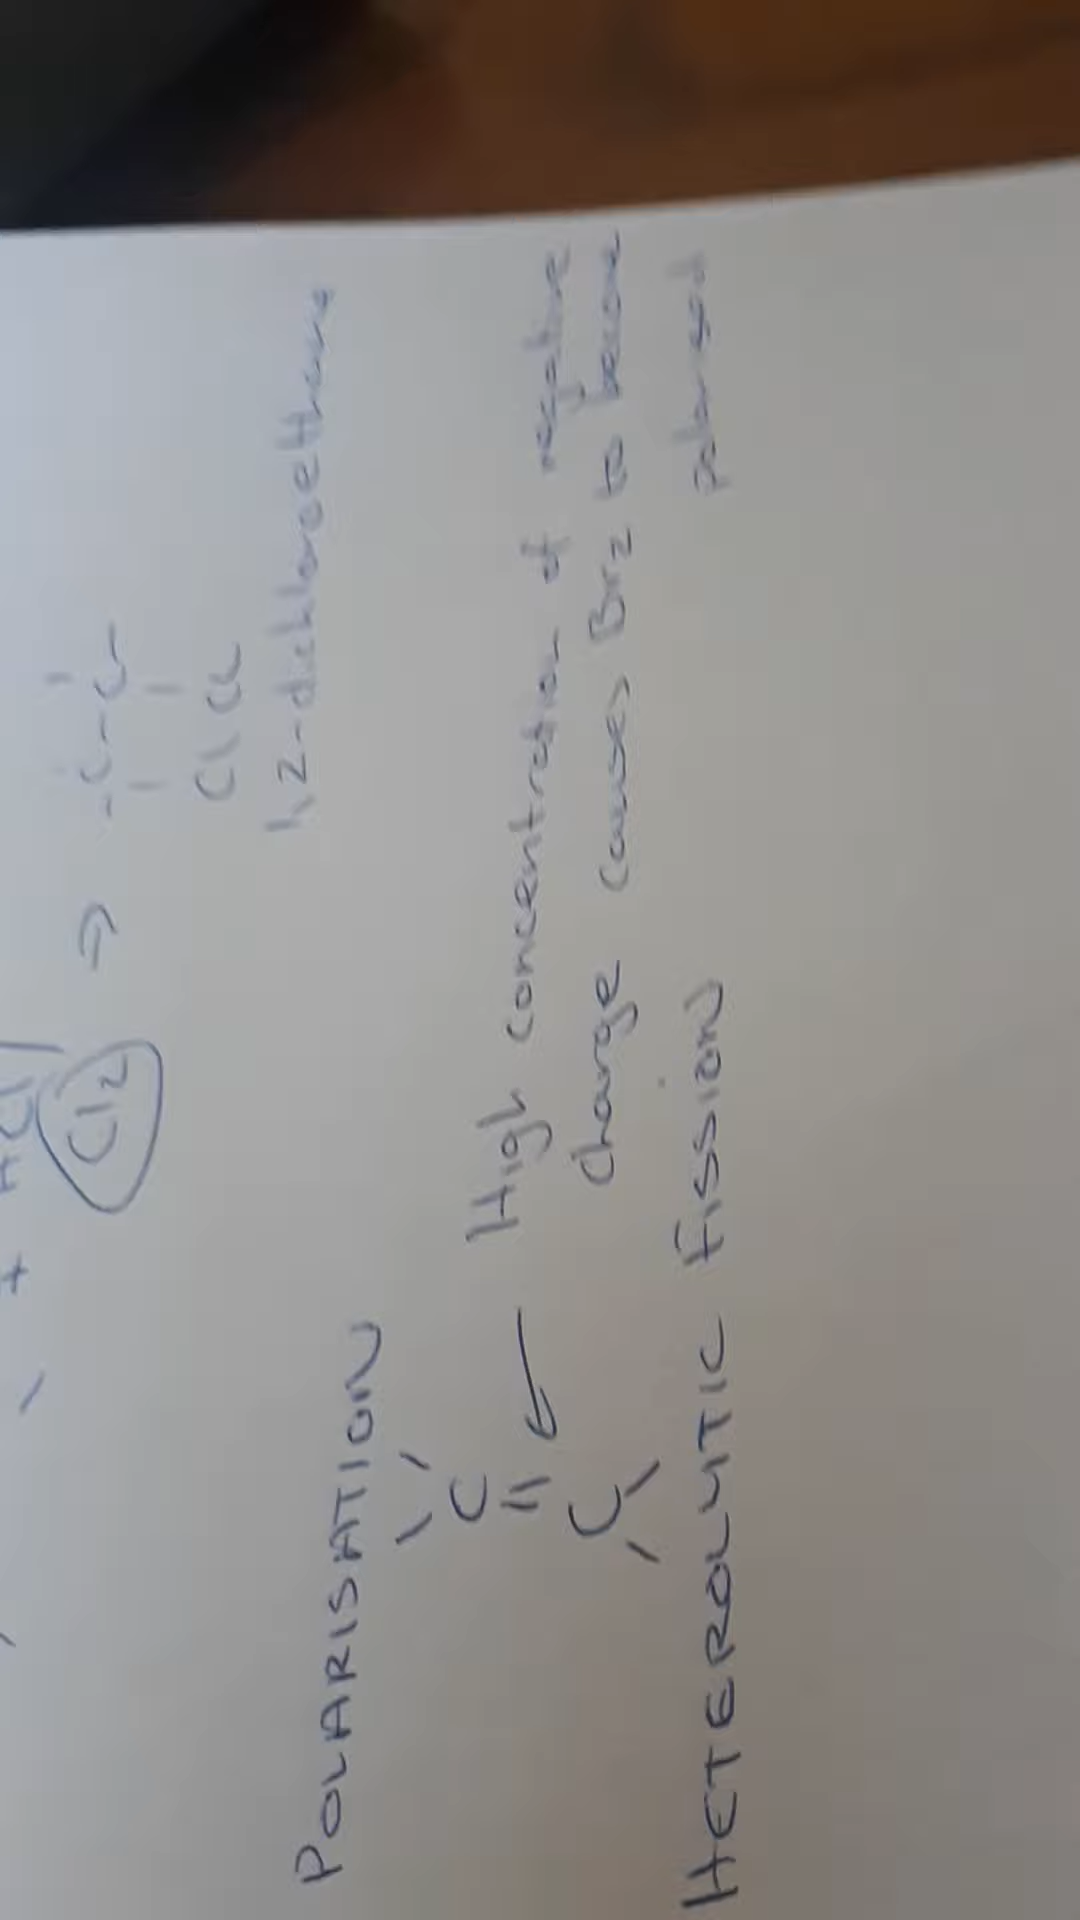 + HCl
Cl2 ⇒ -C-C-
Cl Cl
1,2-dichloroethane
POLARISATION
C High concentration of negative
||
C charge causes Br2 to become
polarised
HETEROLYTIC FISSION